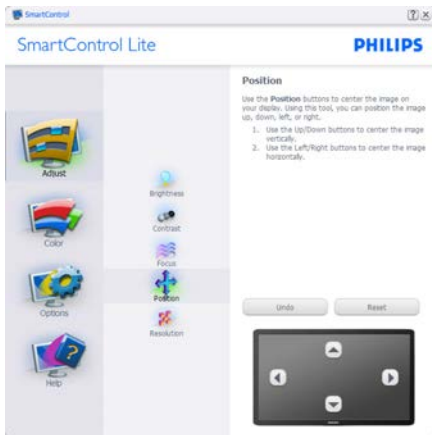 SmartControl
SmartControl Lite
PHILIPS
Adjust
Color
Options
Help
Brightness
Contrast
Focus
Position
Resolution
Position
Use the Position buttons to center the image on
your display. Using this tool, you can position the image
up, down, left, or right.
1. Use the Up/Down buttons to center the image
vertically.
2. Use the Left/Right buttons to center the image
horizontally.
Undo
Reset